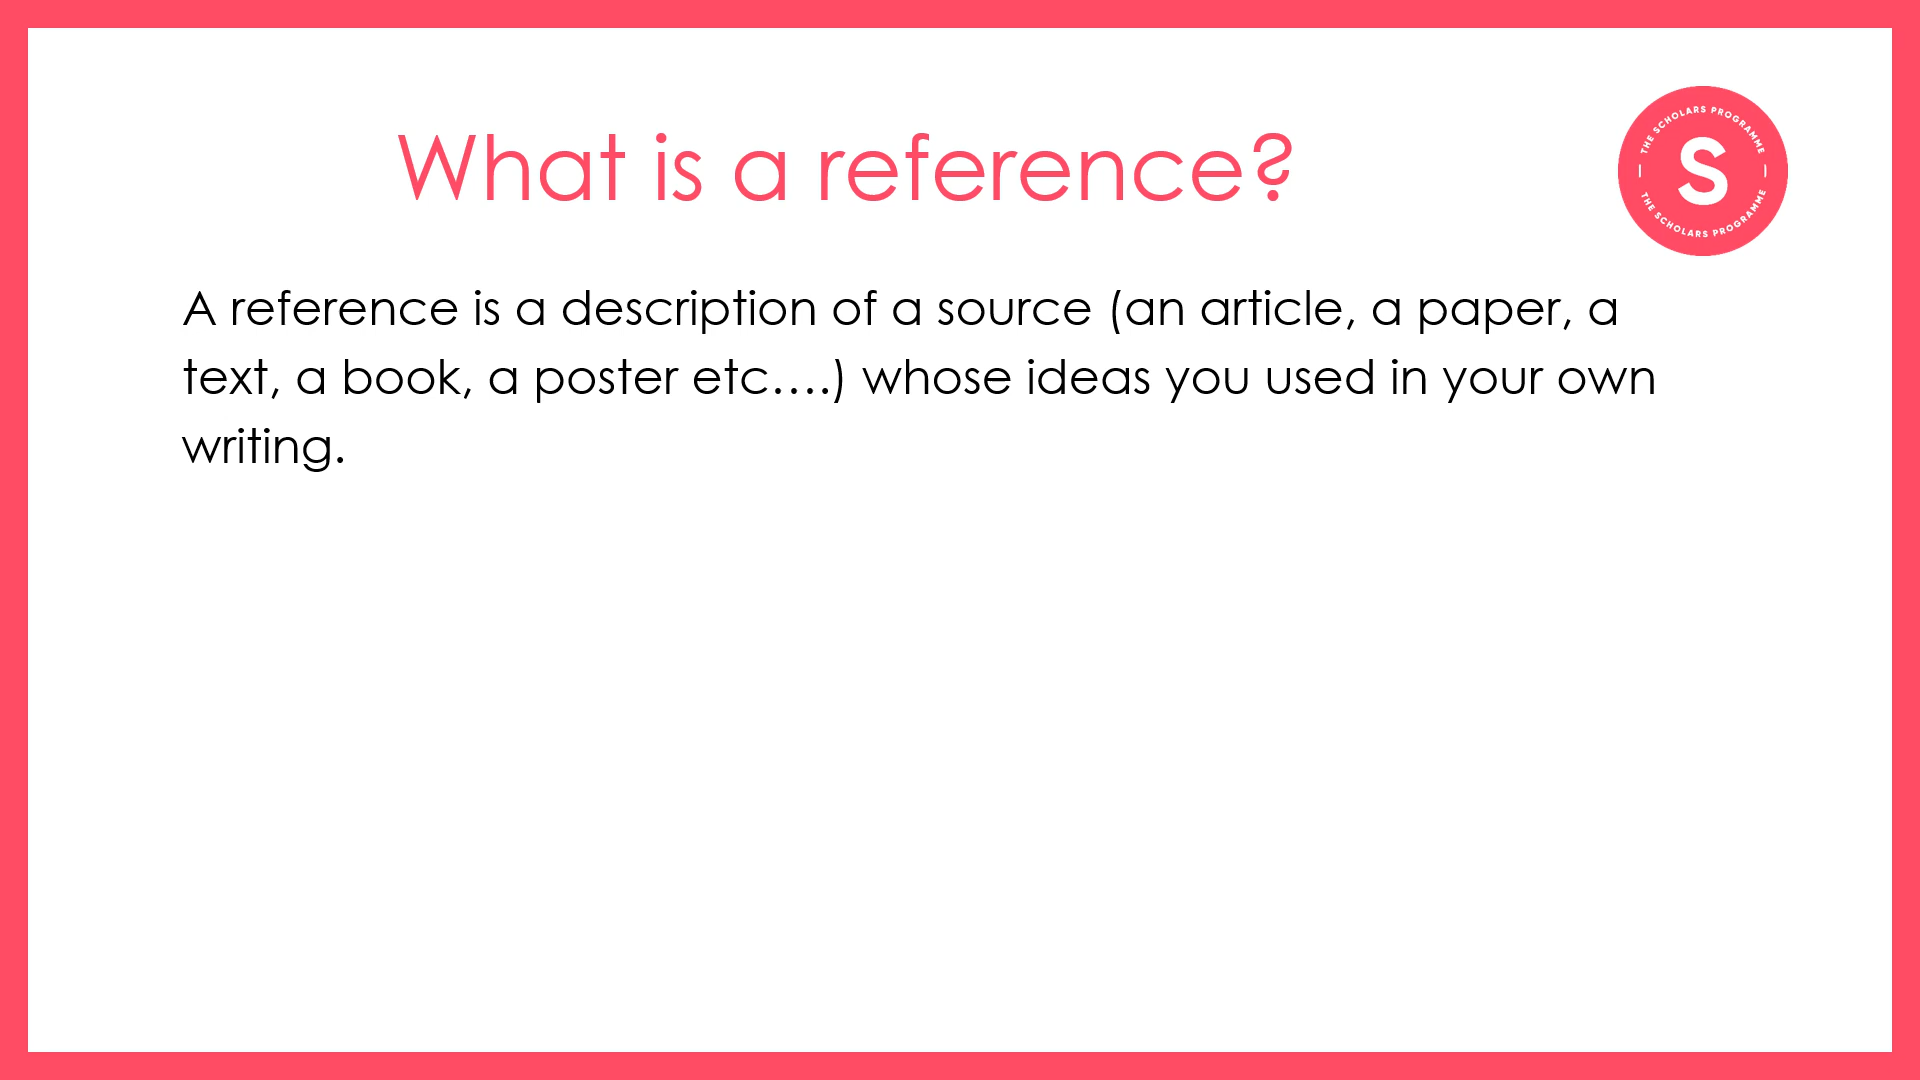 What is a reference?
THE SCHOLARS PROGRAMME
S
THE SCHOLARS PROGRAMME
A reference is a description of a source (an article, a paper, a
text, a book, a poster etc….) whose ideas you used in your own
writing.